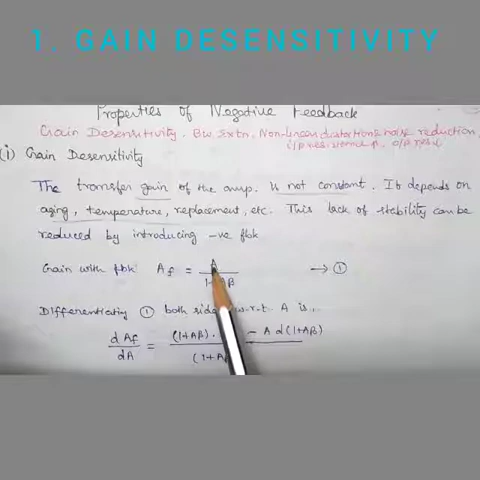 1. GAIN DESENSITIVITY
Properties of Negative Feedback
Gain Desensitivity, Bw Extn, Non-linear distortion & noise reduction,
(i) Gain Desensitivity
The transfer gain of the amp. is not constant. It depends on
aging, temperature, replacement, etc. This lack of stability can be
reduced by introducing -ve fbk
Gain with fbk Af = A / 1+Aβ → ①
Differentiating ① both sides w.r.t. A is,
dAf / dA = (1+Aβ) . - A d(1+Aβ) / (1+A